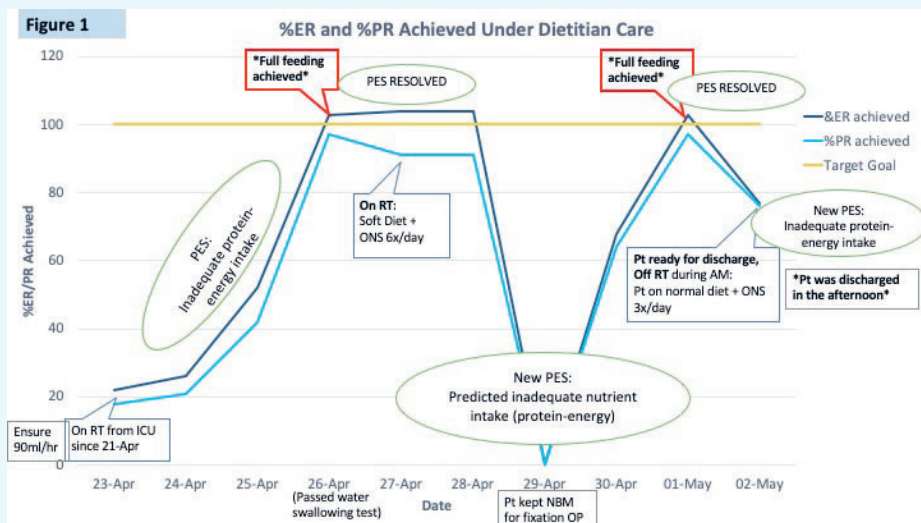 Figure 1
%ER and %PR Achieved Under Dietitian Care
120
100
80
60
40
20
0
%ER/PR Achieved
*Full feeding
achieved*
PES RESOLVED
*Full feeding
achieved*
PES RESOLVED
&ER achieved
%PR achieved
Target Goal
PES:
Inadequate protein-
energy intake
On RT:
Soft Diet +
ONS 6x/day
Pt ready for discharge,
Off RT during AM:
Pt on normal diet + ONS
3x/day
New PES:
Inadequate protein-
energy intake
*Pt was discharged
in the afternoon*
New PES:
Predicted inadequate nutrient
intake (protein-energy)
Ensure
90ml/hr
On RT from ICU
since 21-Apr
23-Apr
24-Apr
25-Apr
26-Apr
27-Apr
28-Apr
29-Apr
30-Apr
01-May
02-May
(Passed water
swallowing test)
Date
Pt kept NBM
for fixation OP